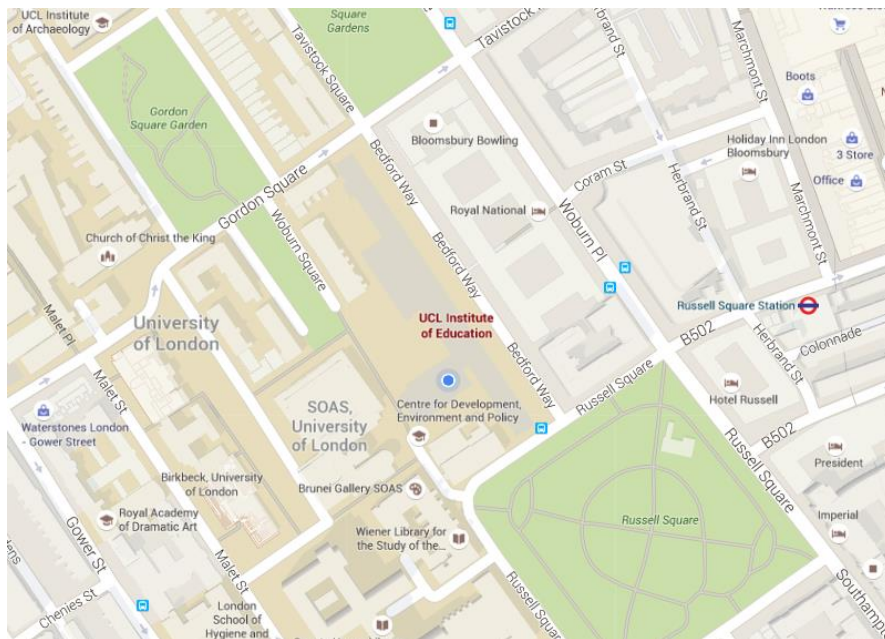 UCL Institute
of Archaeology
Square
Gardens
Tavistock
Herbrand St
Marchmont St
Boots
Tavistock Square
Gordon
Square Garden
Bloomsbury Bowling
Holiday Inn London
Bloomsbury
3 Store
Office
Bedford Way
Coram St
Herbrand St
Marchmont St
Gordon Square
Royal National
Woburn Pl
Church of Christ the King
Woburn Square
Bedford Way
Russell Square Station
Malet Pl
University
of London
UCL Institute
of Education
B502
Herbrand St
Colonnade
Bedford Way
Russell Square
Malet St
Hotel Russell
Waterstones London
- Gower Street
SOAS,
University
of London
Centre for Development,
Environment and Policy
B502
Russell Square
President
Birkbeck, University
of London
Brunei Gallery SOAS
Royal Academy
of Dramatic Art
Russell Square
Imperial
Wiener Library for
the Study of the...
Gower St
Malet St
Russell Square
Chenies St
London
School of
Hygiene and
Southamp